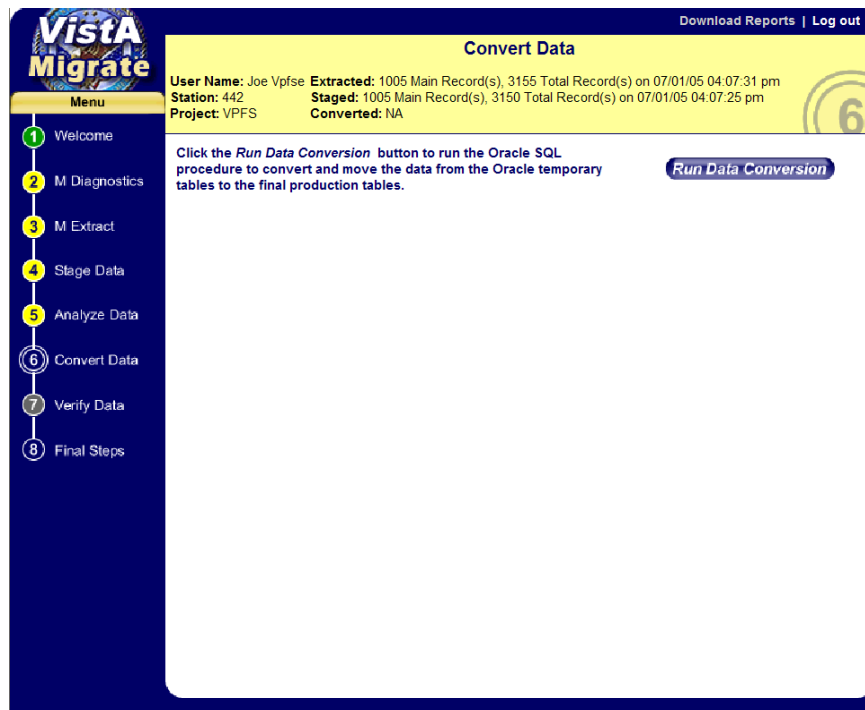 VistA
Migrate
Download Reports | Log out
Convert Data
User Name: Joe Vpfse Extracted: 1005 Main Record(s), 3155 Total Record(s) on 07/01/05 04:07:31 pm
Station: 442 Staged: 1005 Main Record(s), 3150 Total Record(s) on 07/01/05 04:07:25 pm
Project: VPFS Converted: NA
6
Menu
1 Welcome
2 M Diagnostics
3 M Extract
4 Stage Data
5 Analyze Data
6 Convert Data
7 Verify Data
8 Final Steps
Click the Run Data Conversion button to run the Oracle SQL
procedure to convert and move the data from the Oracle temporary
tables to the final production tables.
Run Data Conversion